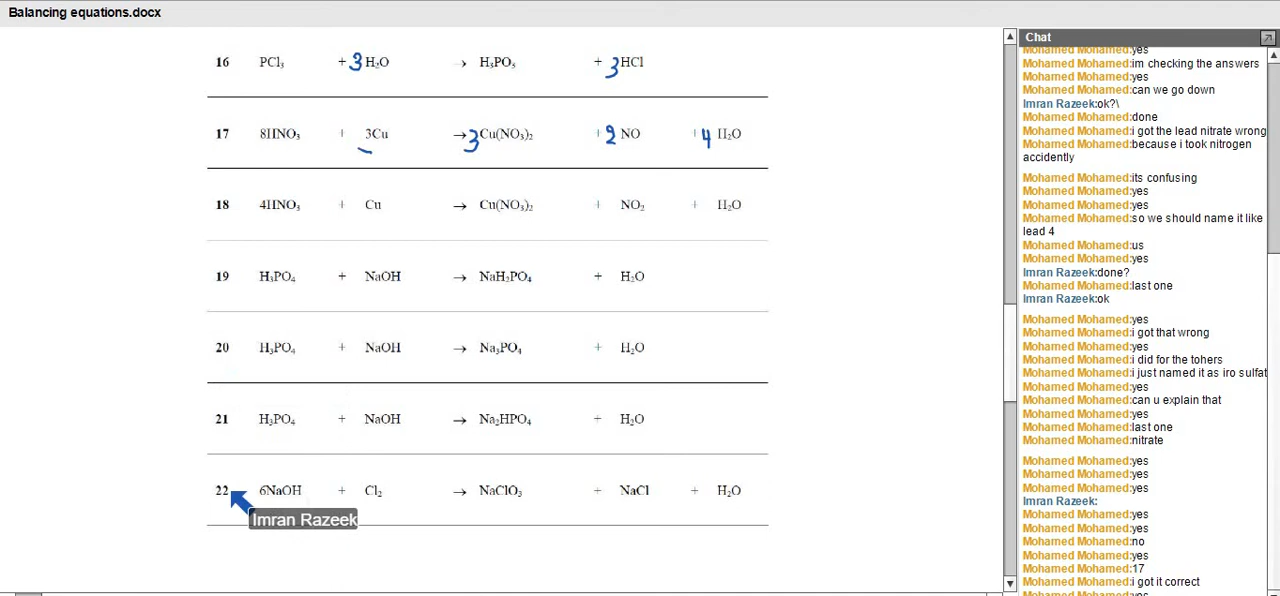 Balancing equations.docx
16 PCl₃ + 3 H₂O → H₃PO₃ + 3 HCl
17 8HNO₃ + 3Cu → 3 Cu(NO₃)₂ + 2 NO + 4 H₂O
18 4HNO₃ + Cu → Cu(NO₃)₂ + NO₂ + H₂O
19 H₃PO₄ + NaOH → NaH₂PO₄ + H₂O
20 H₃PO₄ + NaOH → Na₃PO₄ + H₂O
21 H₃PO₄ + NaOH → Na₂HPO₄ + H₂O
22 6NaOH + Cl₂ → NaClO₃ + NaCl + H₂O
Imran Razeek
Chat
Mohamed Mohamed:yes
Mohamed Mohamed:im checking the answers
Mohamed Mohamed:yes
Mohamed Mohamed:can we go down
Imran Razeek:ok?\
Mohamed Mohamed:done
Mohamed Mohamed:i got the lead nitrate wrong
Mohamed Mohamed:because i took nitrogen
accidently
Mohamed Mohamed:its confusing
Mohamed Mohamed:yes
Mohamed Mohamed:yes
Mohamed Mohamed:so we should name it like
lead 4
Mohamed Mohamed:us
Mohamed Mohamed:yes
Imran Razeek:done?
Mohamed Mohamed:last one
Imran Razeek:ok
Mohamed Mohamed:yes
Mohamed Mohamed:i got that wrong
Mohamed Mohamed:yes
Mohamed Mohamed:i did for the tohers
Mohamed Mohamed:i just named it as iro sulfat
Mohamed Mohamed:yes
Mohamed Mohamed:can u explain that
Mohamed Mohamed:yes
Mohamed Mohamed:last one
Mohamed Mohamed:nitrate
Mohamed Mohamed:yes
Mohamed Mohamed:yes
Mohamed Mohamed:yes
Imran Razeek:
Mohamed Mohamed:yes
Mohamed Mohamed:yes
Mohamed Mohamed:no
Mohamed Mohamed:yes
Mohamed Mohamed:17
Mohamed Mohamed:i got it correct
Mohamed Mohamed:yes